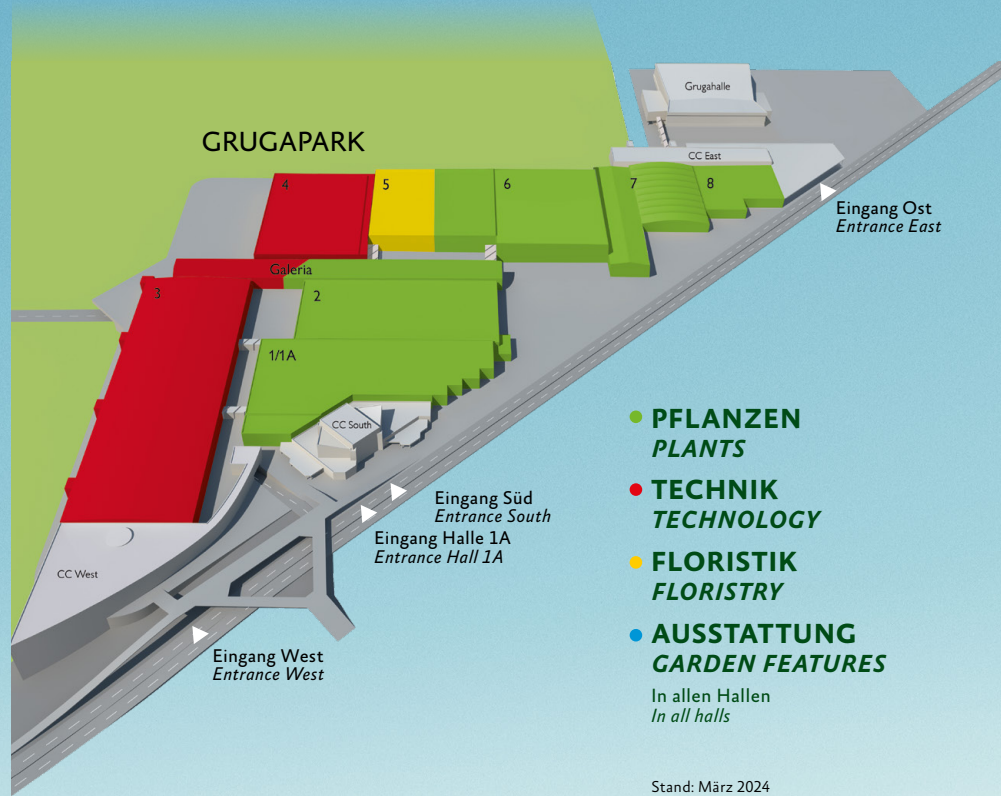 Grugahalle
GRUGAPARK
CC East
4
5
6
7
8
Eingang Ost
Entrance East
Galeria
3
2
1/1A
CC South
CC West
Eingang Süd
Entrance South
Eingang Halle 1A
Entrance Hall 1A
Eingang West
Entrance West
PFLANZEN
PLANTS
TECHNIK
TECHNOLOGY
FLORISTIK
FLORISTRY
AUSSTATTUNG
GARDEN FEATURES
In allen Hallen
In all halls
Stand: März 2024